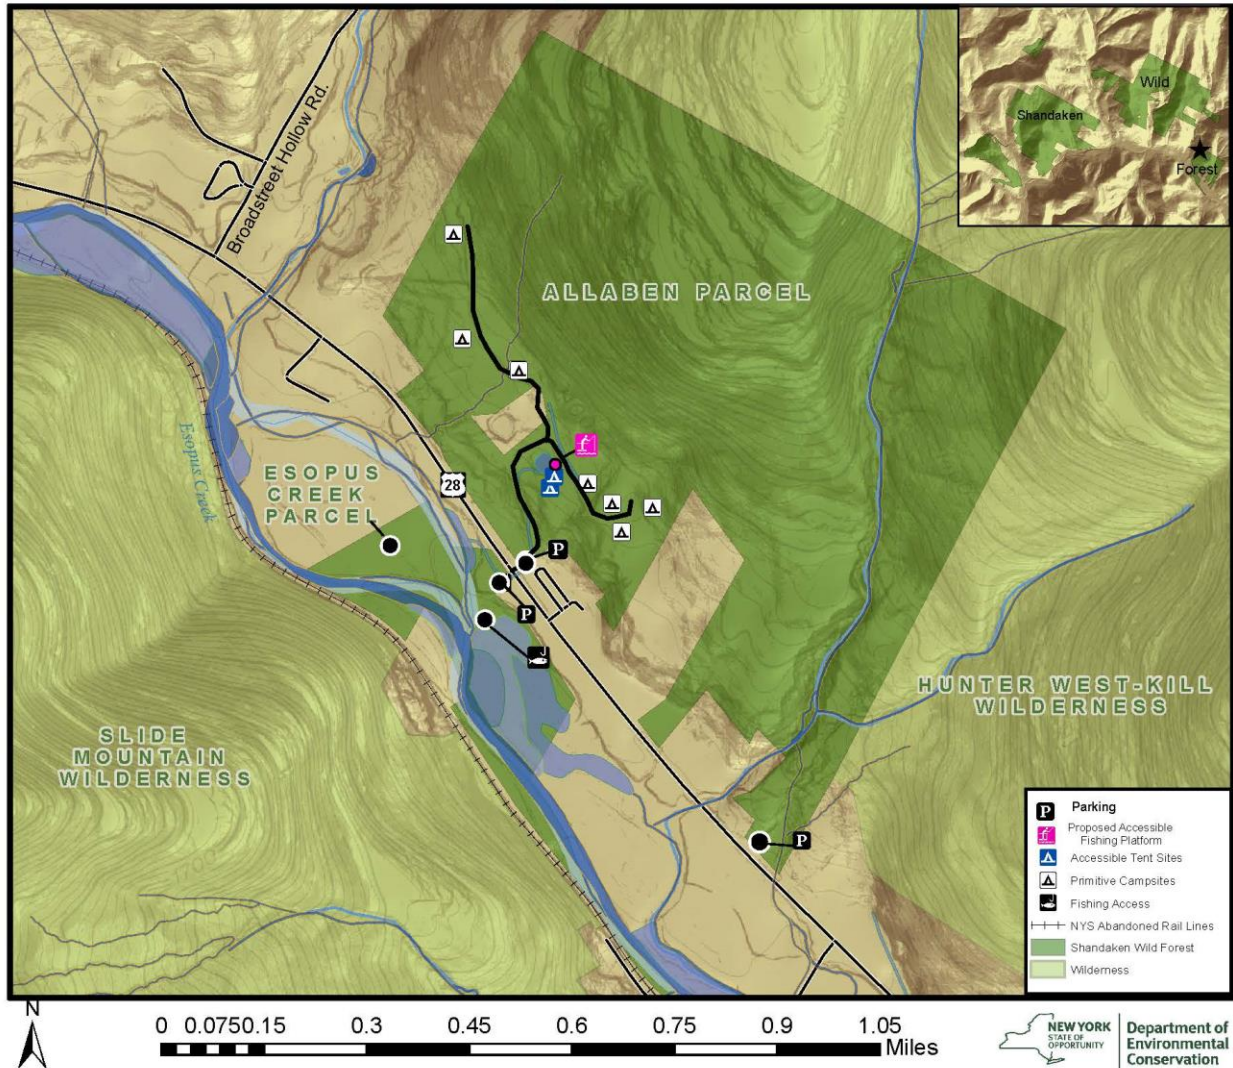 Broadstreet Hollow Rd.
Wild
Shandaken
Forest
ALLABEN PARCEL
Esopus Creek
ESOPUS
CREEK
PARCEL
28
P
P
HUNTER WEST-KILL
WILDERNESS
SLIDE
MOUNTAIN
WILDERNESS
P
P Parking
Proposed Accessible
Fishing Platform
Accessible Tent Sites
Primitive Campsites
Fishing Access
NYS Abandoned Rail Lines
Shandaken Wild Forest
Wilderness
N
0 0.075 0.15 0.3 0.45 0.6 0.75 0.9 1.05
Miles
NEW YORK
STATE OF
OPPORTUNITY
Department of
Environmental
Conservation